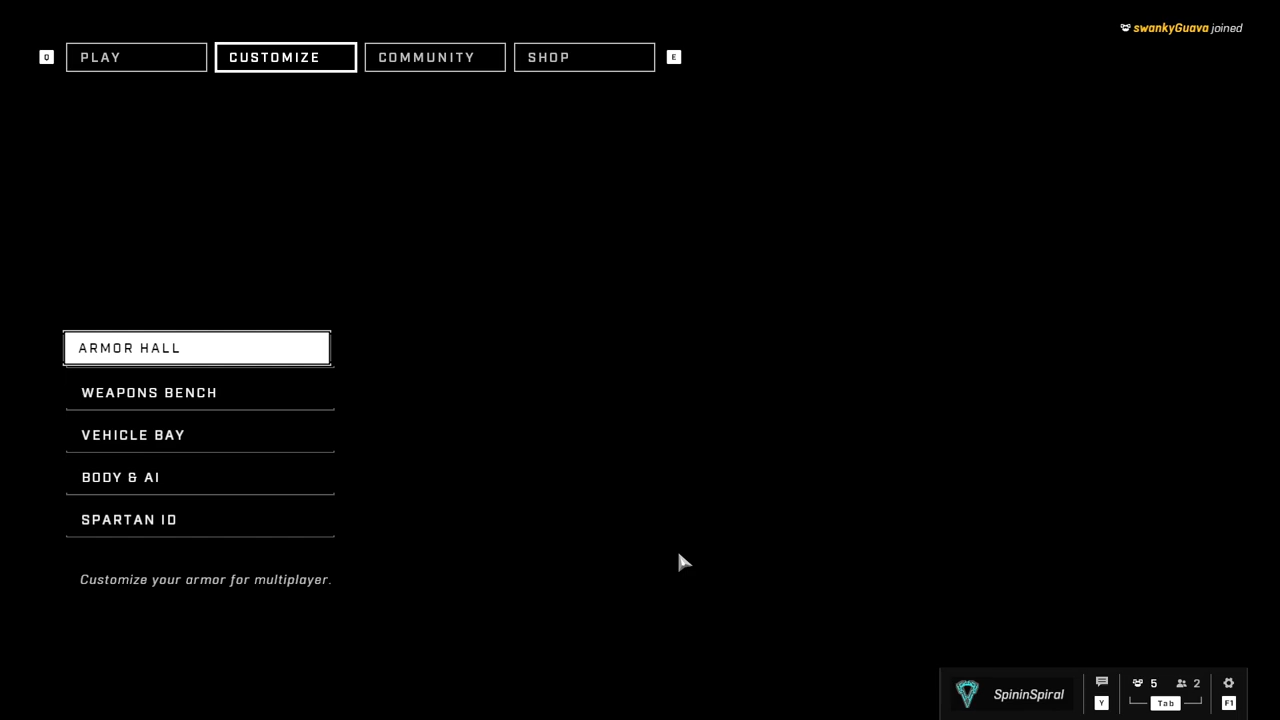 swankyGuava joined
Q PLAY CUSTOMIZE COMMUNITY SHOP E
ARMOR HALL
WEAPONS BENCH
VEHICLE BAY
BODY & AI
SPARTAN ID
Customize your armor for multiplayer.
SpininSpiral 5 2
Y Tab F1